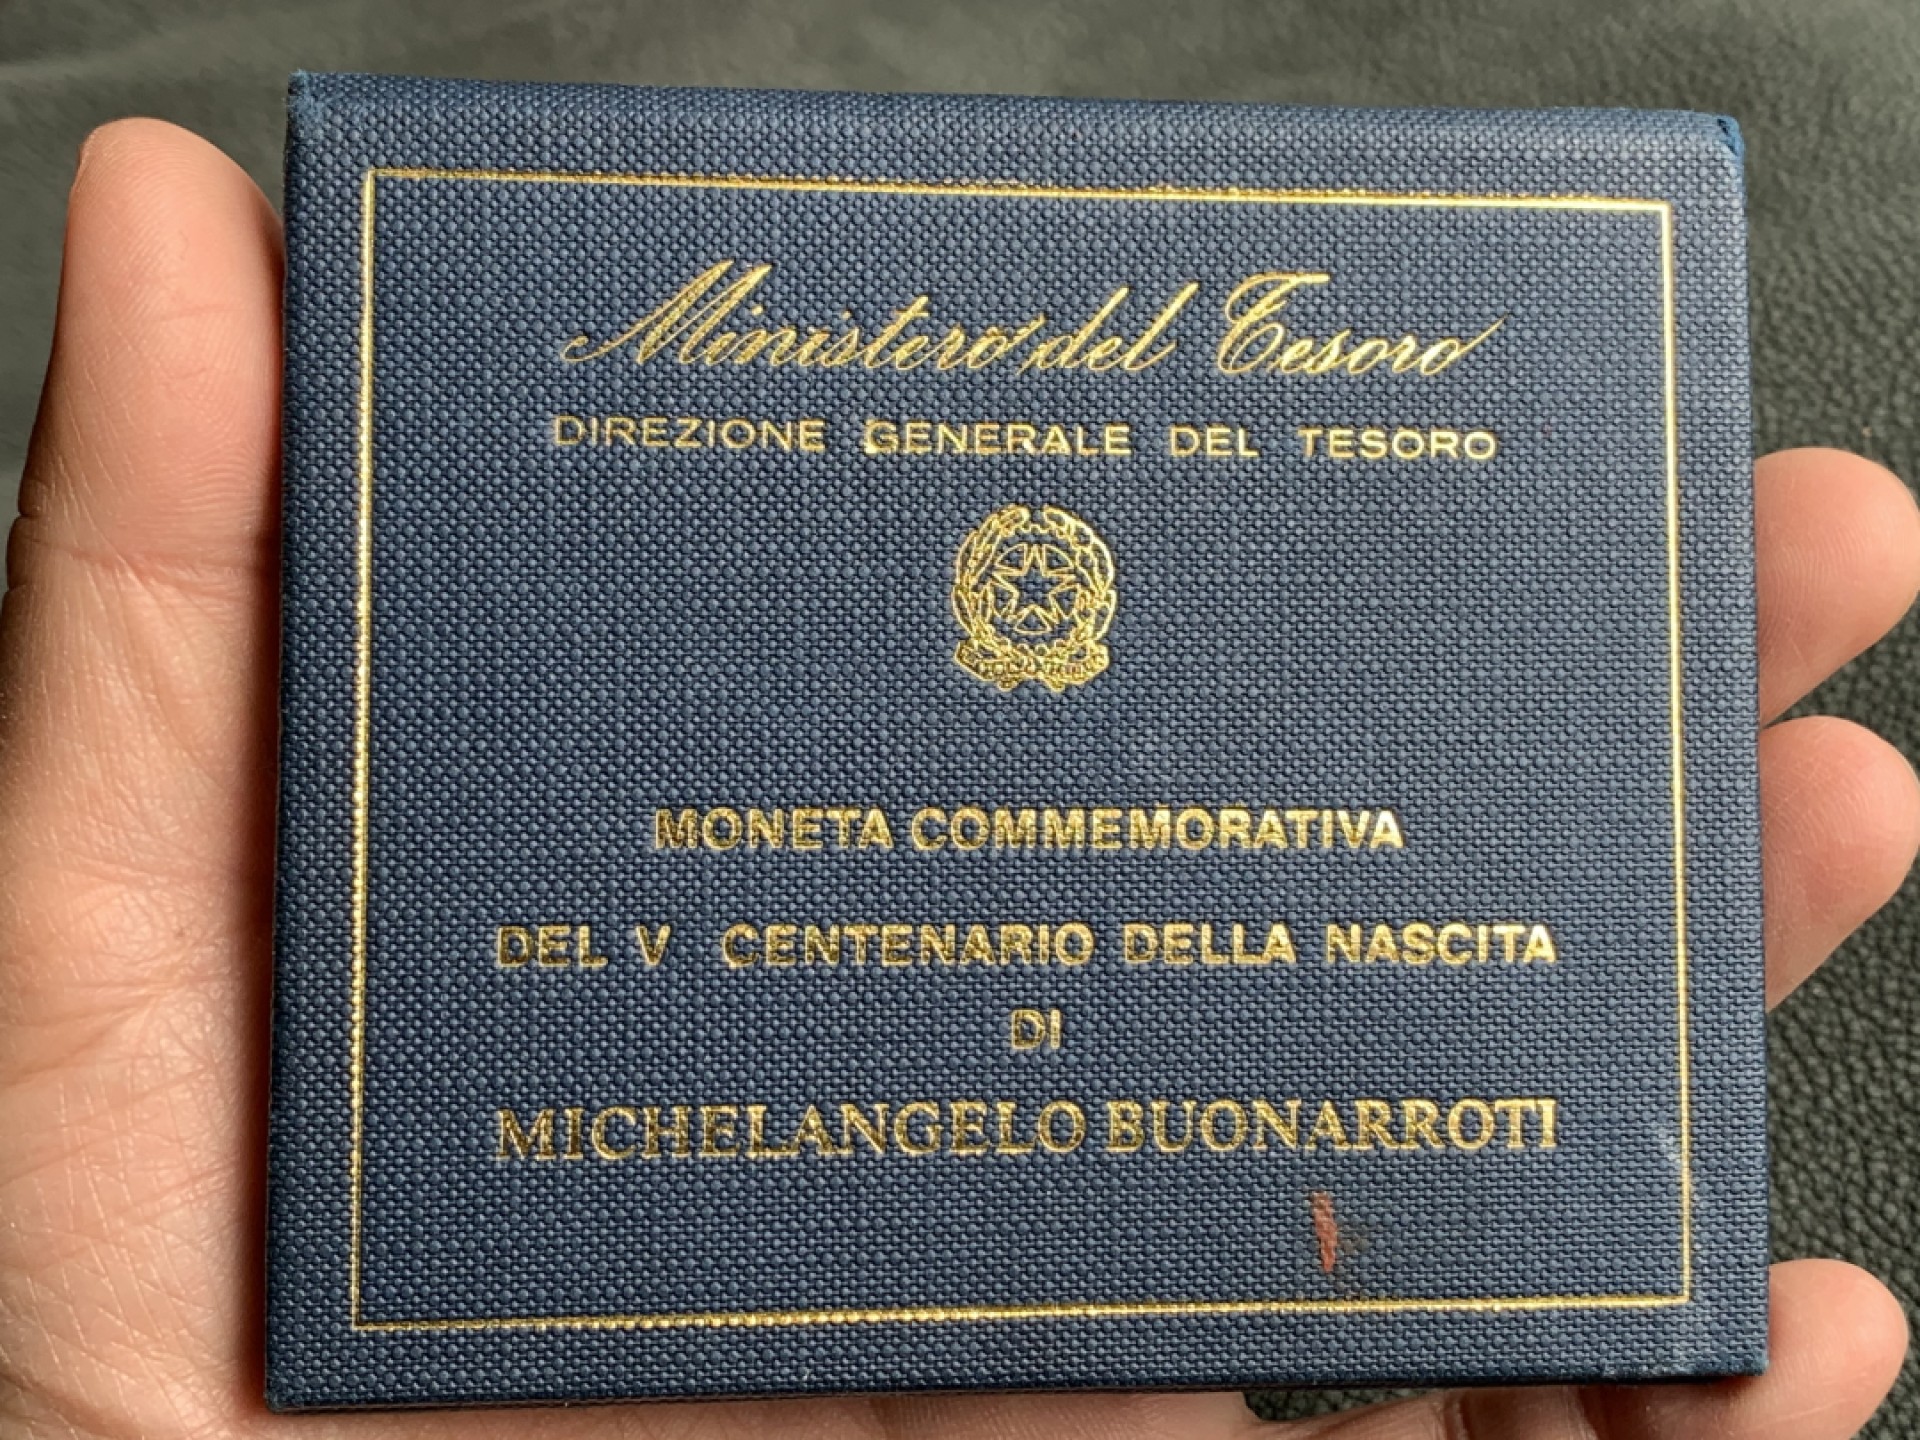 Ministero del Tesoro
DIREZIONE GENERALE DEL TESORO
MONETA COMMEMORATIVA
DEL V CENTENARIO DELLA NASCITA
DI
MICHELANGELO BUONARROTI